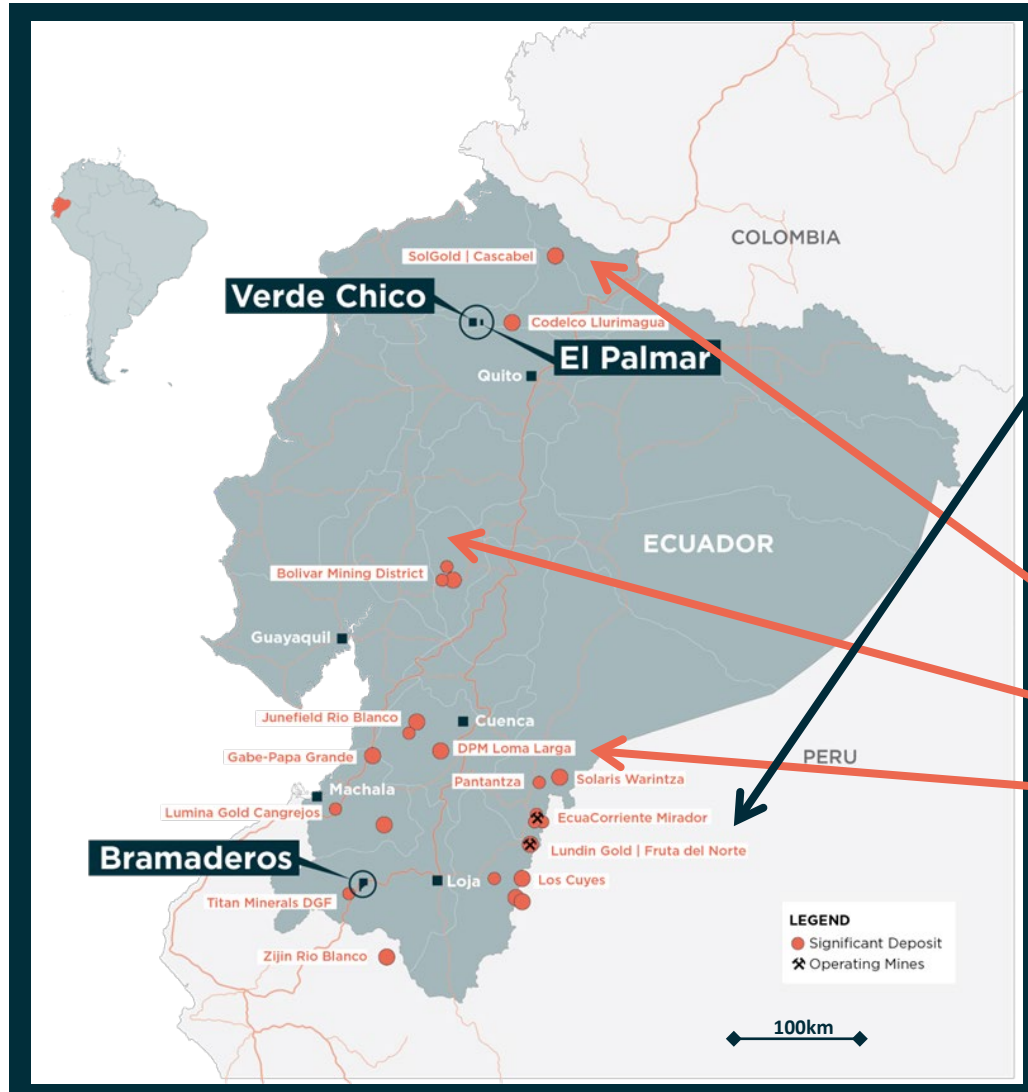 COLOMBIA
SolGold | Cascabel
Verde Chico
Codelco Llurimagua
El Palmar
Quito
ECUADOR
Bolivar Mining District
Guayaquil
Junefield Rio Blanco
Cuenca
DPM Loma Larga
Gabe-Papa Grande
PERU
Pantantza
Solaris Warintza
Machala
Lumina Gold Cangrejos
EcuaCorriente Mirador
Lundin Gold | Fruta del Norte
Bramaderos
Loja
Los Cuyes
Titan Minerals DGF
Zijin Rio Blanco
LEGEND
Significant Deposit
Operating Mines
100km